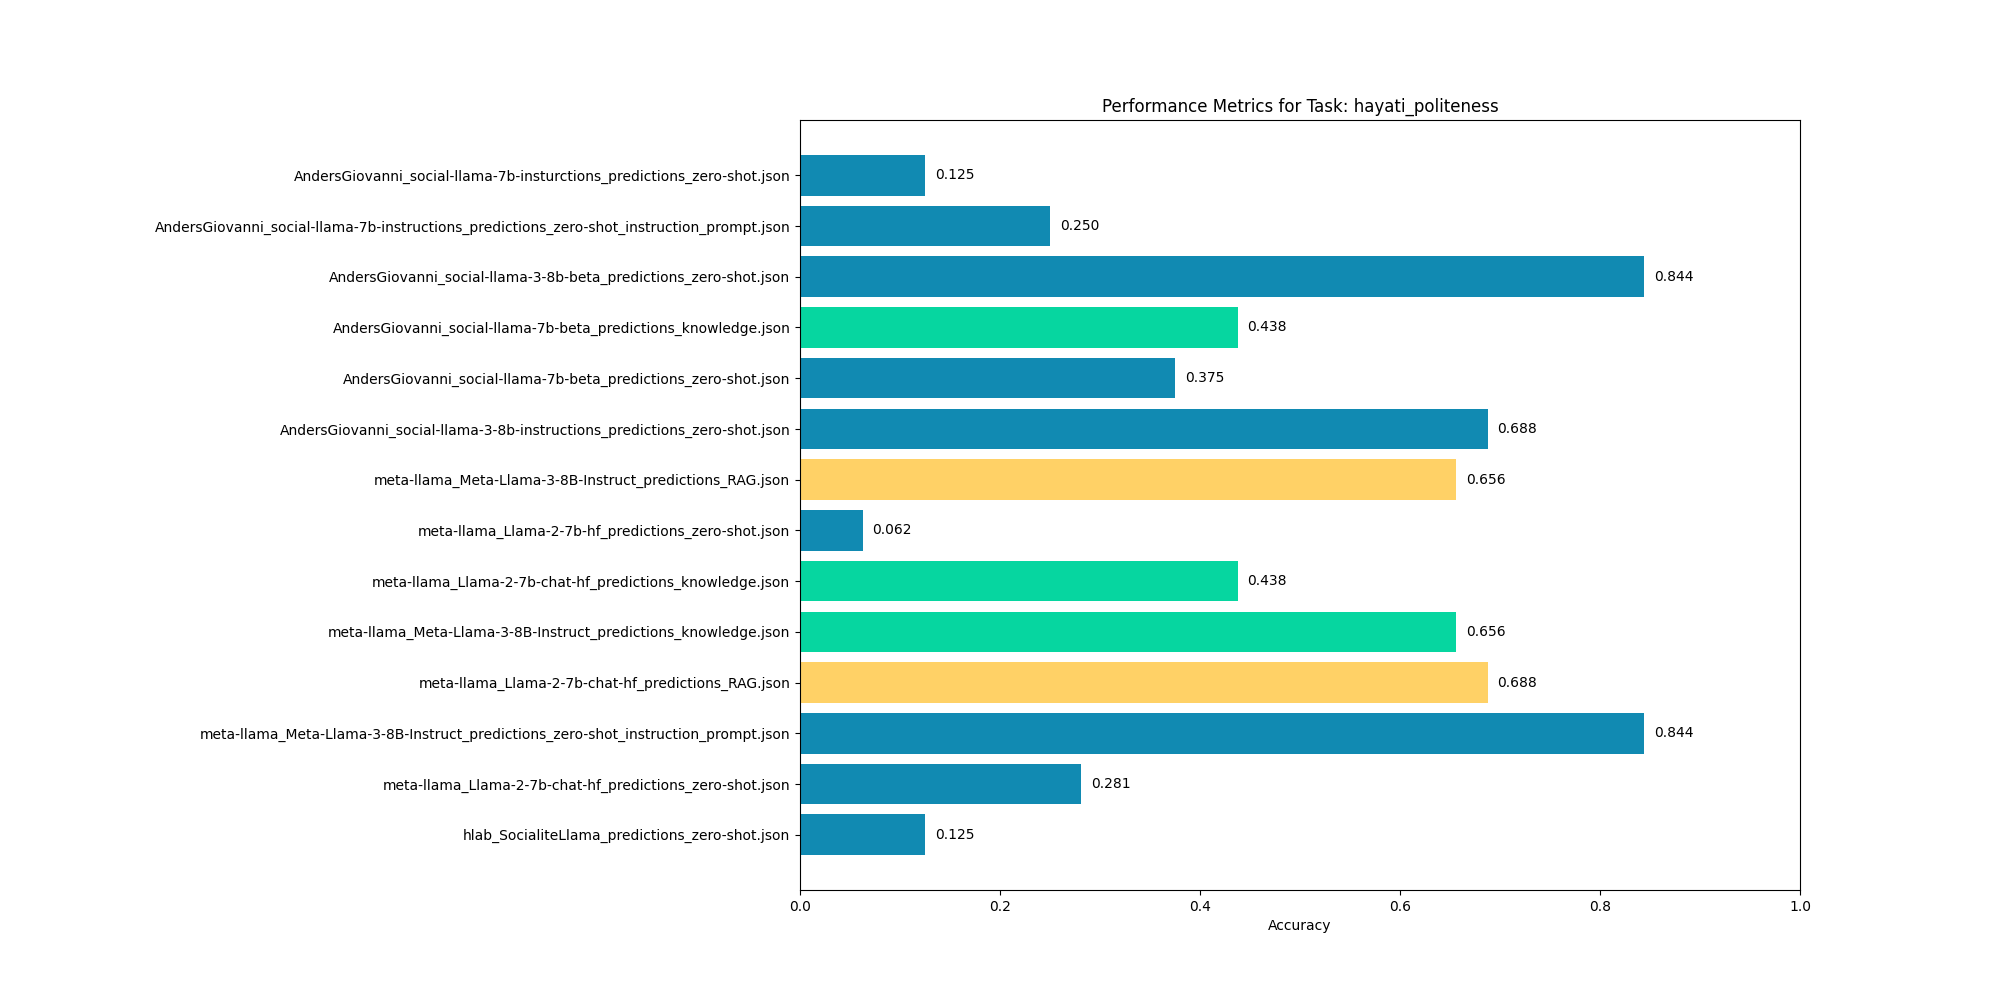 Performance Metrics for Task: hayati_politeness
AndersGiovanni_social-llama-7b-insturctions_predictions_zero-shot.json 0.125
AndersGiovanni_social-llama-7b-instructions_predictions_zero-shot_instruction_prompt.json 0.250
AndersGiovanni_social-llama-3-8b-beta_predictions_zero-shot.json 0.844
AndersGiovanni_social-llama-7b-beta_predictions_knowledge.json 0.438
AndersGiovanni_social-llama-7b-beta_predictions_zero-shot.json 0.375
AndersGiovanni_social-llama-3-8b-instructions_predictions_zero-shot.json 0.688
meta-llama_Meta-Llama-3-8B-Instruct_predictions_RAG.json 0.656
meta-llama_Llama-2-7b-hf_predictions_zero-shot.json 0.062
meta-llama_Llama-2-7b-chat-hf_predictions_knowledge.json 0.438
meta-llama_Meta-Llama-3-8B-Instruct_predictions_knowledge.json 0.656
meta-llama_Llama-2-7b-chat-hf_predictions_RAG.json 0.688
meta-llama_Meta-Llama-3-8B-Instruct_predictions_zero-shot_instruction_prompt.json 0.844
meta-llama_Llama-2-7b-chat-hf_predictions_zero-shot.json 0.281
hlab_SocialiteLlama_predictions_zero-shot.json 0.125
0.0 0.2 0.4 0.6 0.8 1.0
Accuracy